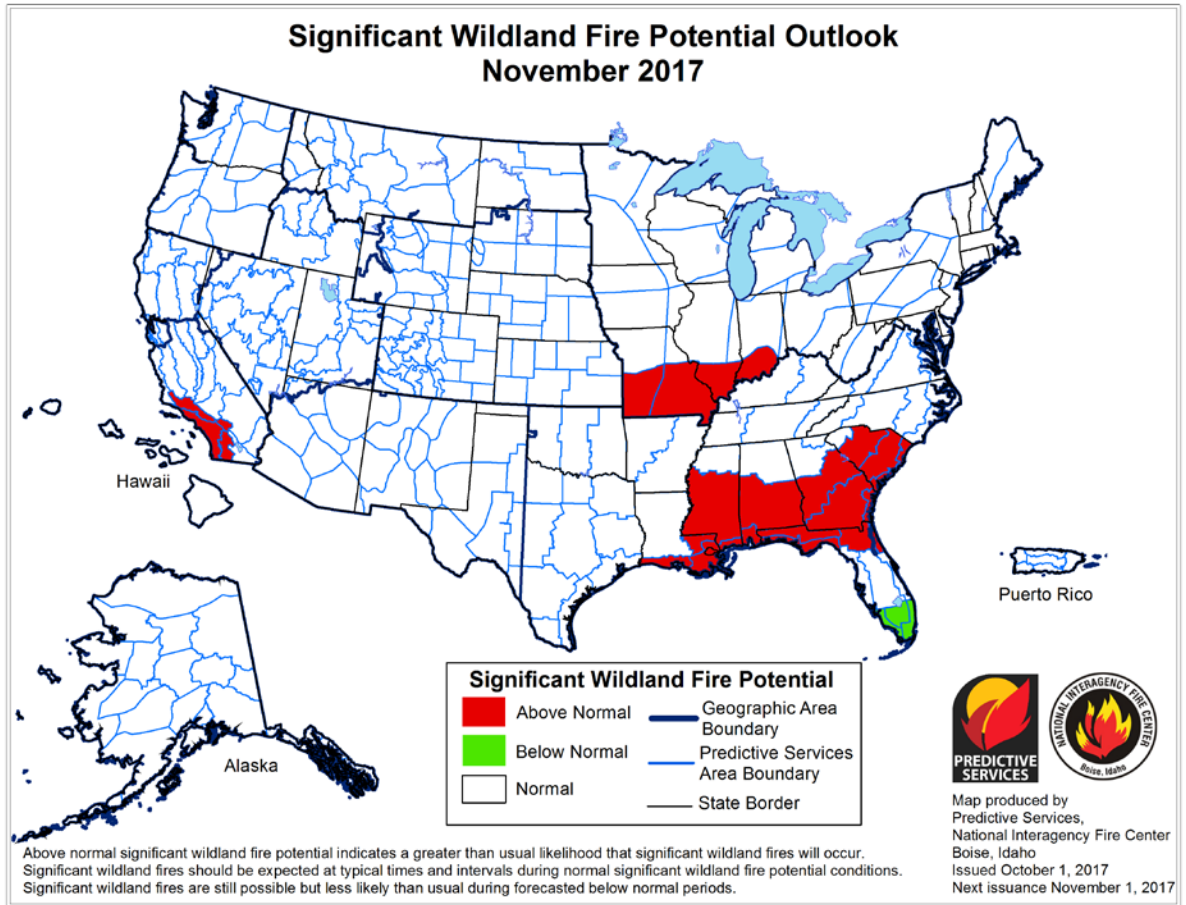 Significant Wildland Fire Potential Outlook
November 2017
Hawaii
Alaska
Puerto Rico
Significant Wildland Fire Potential
Above Normal
Below Normal
Normal
Geographic Area
Boundary
Predictive Services
Area Boundary
State Border
PREDICTIVE
SERVICES
NATIONAL INTERAGENCY FIRE CENTER
Boise, Idaho
Map produced by
Predictive Services,
National Interagency Fire Center
Boise, Idaho
Issued October 1, 2017
Next issuance November 1, 2017
Above normal significant wildland fire potential indicates a greater than usual likelihood that significant wildland fires will occur.
Significant wildland fires should be expected at typical times and intervals during normal significant wildland fire potential conditions.
Significant wildland fires are still possible but less likely than usual during forecasted below normal periods.